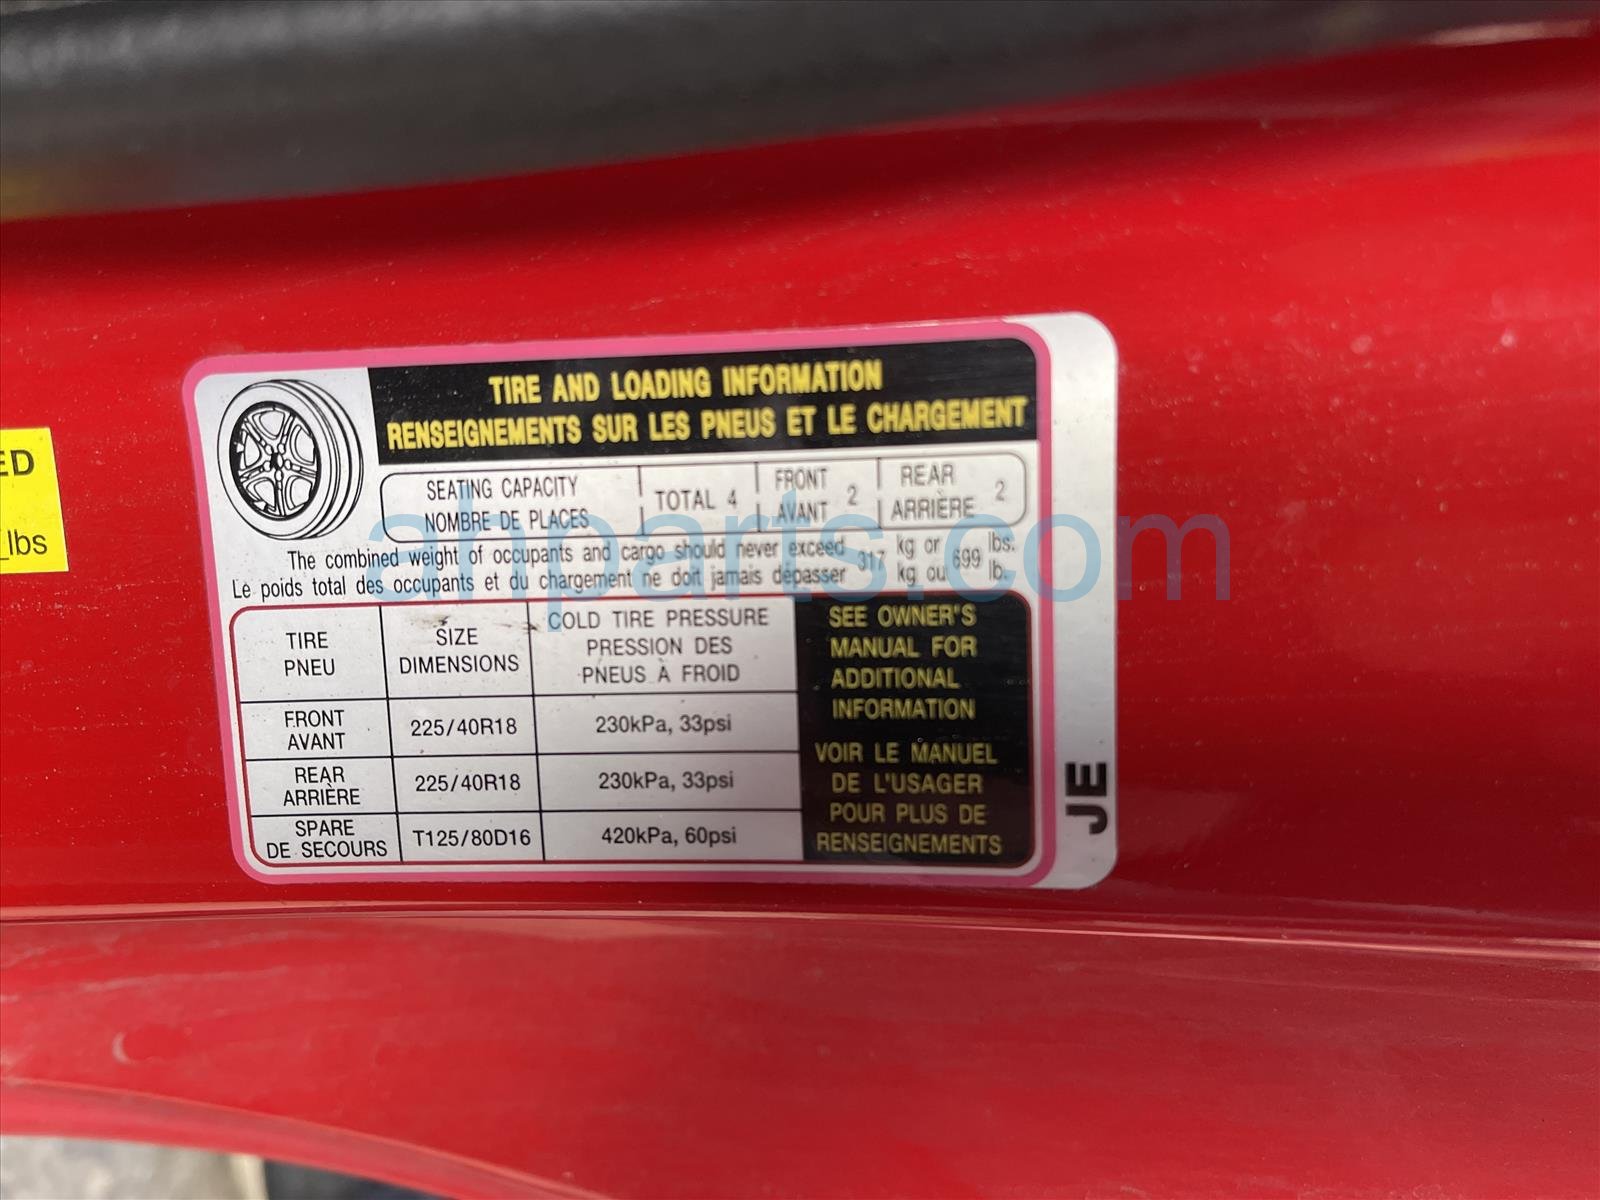 TIRE AND LOADING INFORMATION
RENSEIGNEMENTS SUR LES PNEUS ET LE CHARGEMENT
SEATING CAPACITY
NOMBRE DE PLACES
TOTAL 4
FRONT
AVANT 2
REAR
ARRIÈRE 2
The combined weight of occupants and cargo should never exceed 317 kg or 699 lbs.
Le poids total des occupants et du chargement ne doit jamais dépasser 317 kg ou 699 lb.
TIRE
PNEU
SIZE
DIMENSIONS
COLD TIRE PRESSURE
PRESSION DES
PNEUS À FROID
FRONT
AVANT
225/40R18
230kPa, 33psi
REAR
ARRIÈRE
225/40R18
230kPa, 33psi
SPARE
DE SECOURS
T125/80D16
420kPa, 60psi
SEE OWNER'S
MANUAL FOR
ADDITIONAL
INFORMATION
VOIR LE MANUEL
DE L'USAGER
POUR PLUS DE
RENSEIGNEMENTS
JE
ED
lbs
anparts.com